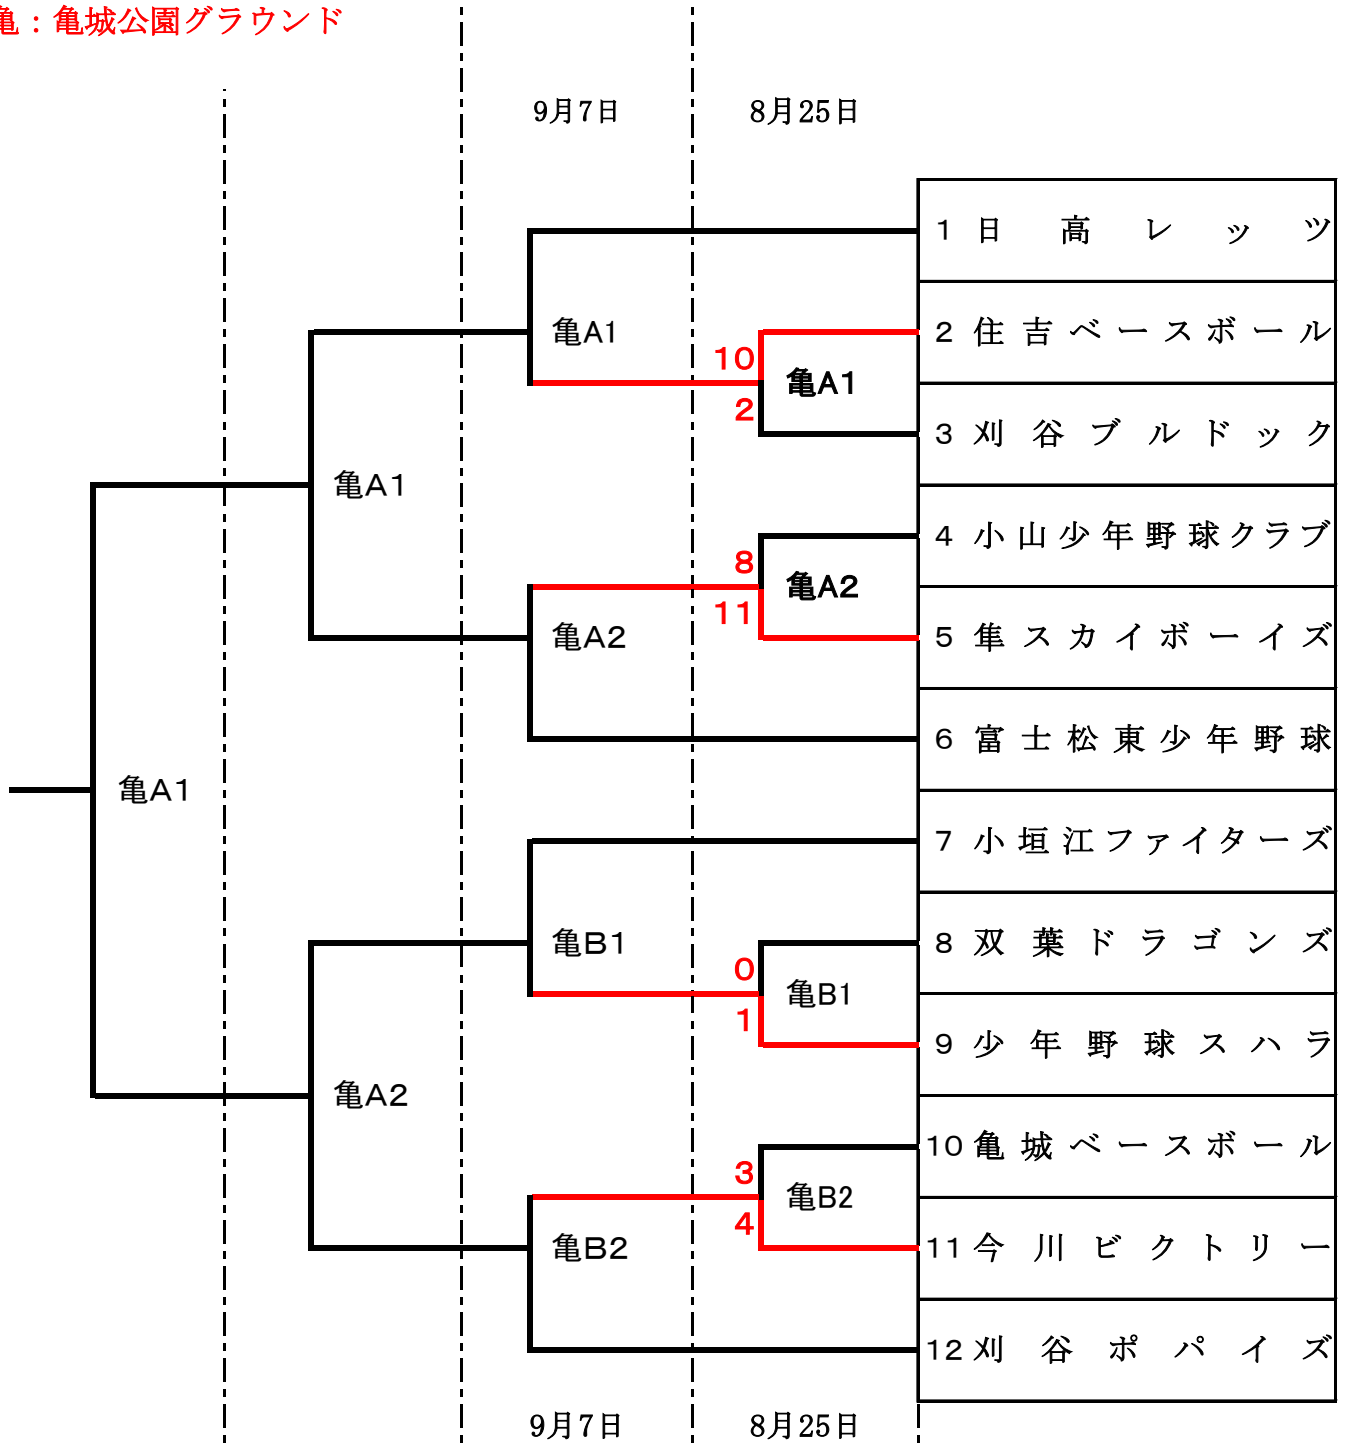 亀：亀城公園グラウンド
9月7日 8月25日
1 日高レッツ
亀A1 2 住吉ベースボール
10 亀A1
2
3 刈谷ブルドック
亀A1
4 小山少年野球クラブ
8 亀A2
11
亀A2 5 隼スカイボーイズ
6 富士松東少年野球
亀A1
7 小垣江ファイターズ
亀B1 8 双葉ドラゴンズ
0 亀B1
1
9 少年野球スハラ
亀A2
10 亀城ベースボール
3 亀B2
4
亀B2 11 今川ビクトリー
12 刈谷ポパイズ
9月7日 8月25日